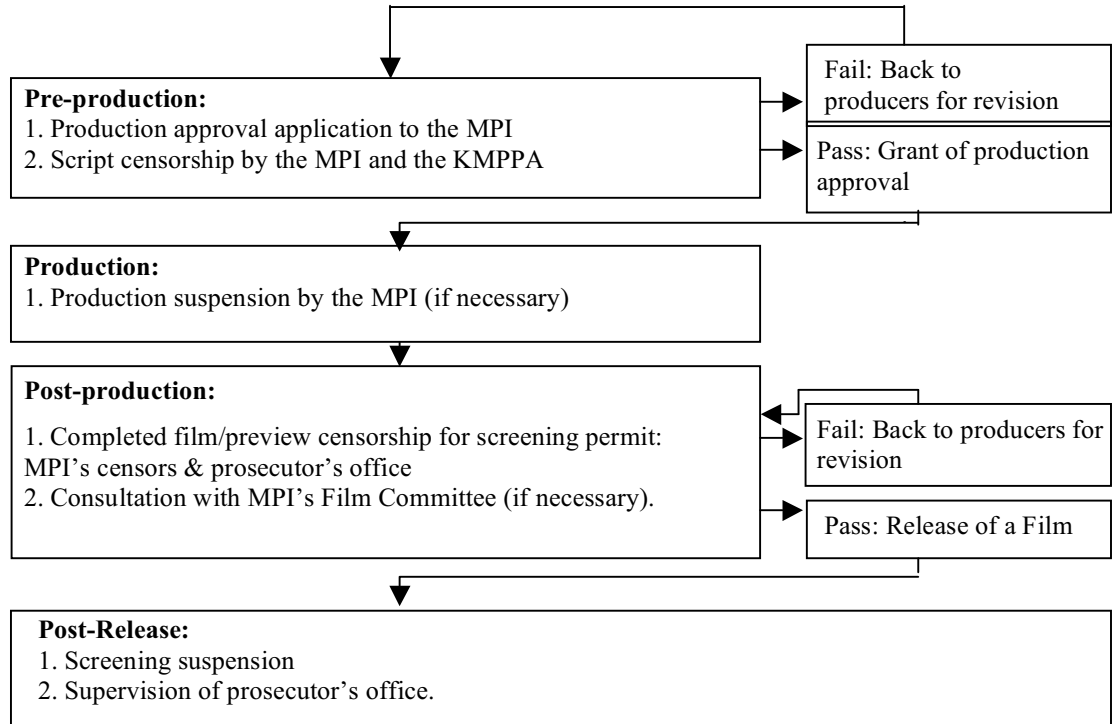 Fail: Back to
producers for revision
Pre-production:
1. Production approval application to the MPI
2. Script censorship by the MPI and the KMPPA
Pass: Grant of production
approval
Production:
1. Production suspension by the MPI (if necessary)
Post-production:
1. Completed film/preview censorship for screening permit:
MPI’s censors & prosecutor’s office
2. Consultation with MPI’s Film Committee (if necessary).
Fail: Back to producers for
revision
Pass: Release of a Film
Post-Release:
1. Screening suspension
2. Supervision of prosecutor’s office.